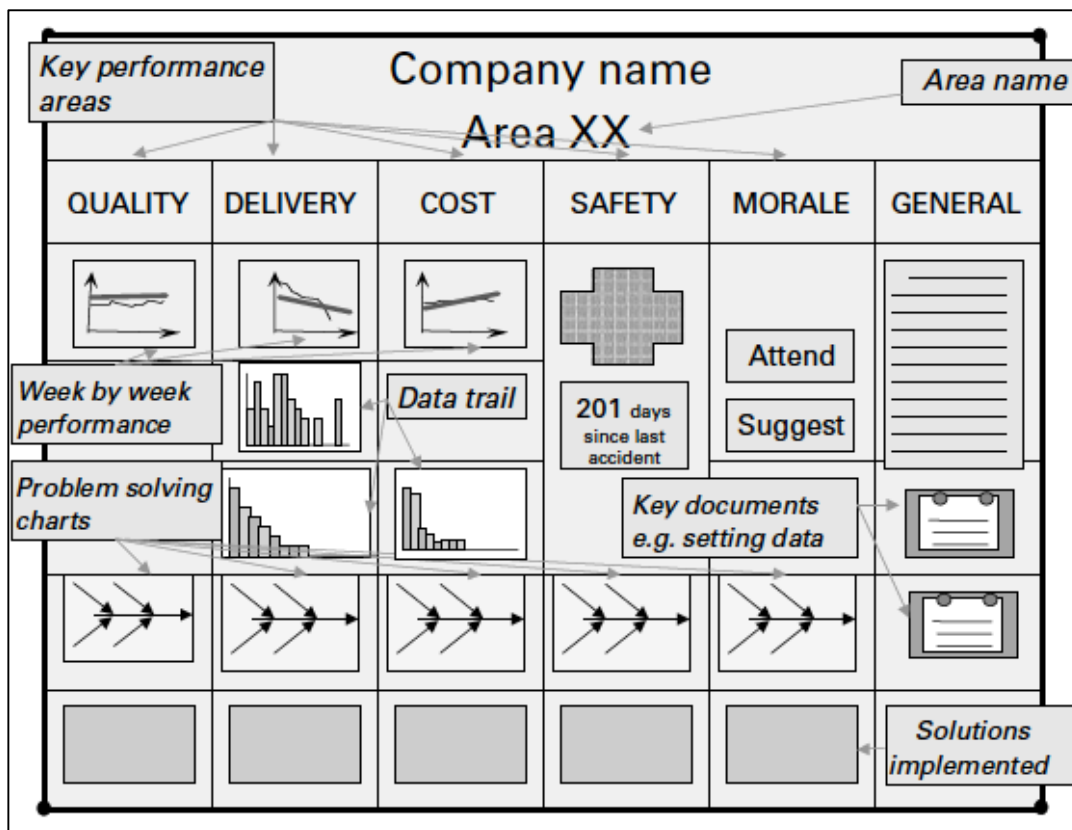 Key performance
areas
Company name
Area name
Area XX
QUALITY
DELIVERY
COST
SAFETY
MORALE
GENERAL
Week by week
performance
Data trail
201 days
since last
accident
Attend
Suggest
Problem solving
charts
Key documents
e.g. setting data
Solutions
implemented